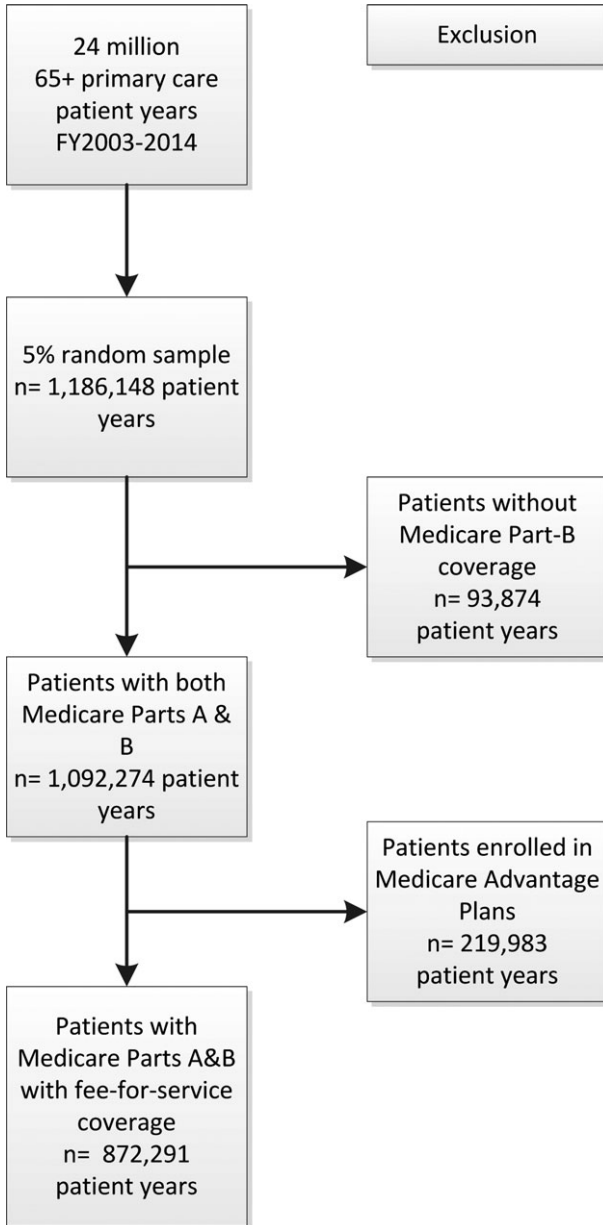 24 million
65+ primary care
patient years
FY2003-2014
Exclusion
5% random sample
n= 1,186,148 patient
years
Patients without
Medicare Part-B
coverage
n= 93,874
patient years
Patients with both
Medicare Parts A &
B
n= 1,092,274 patient
years
Patients enrolled in
Medicare Advantage
Plans
n= 219,983
patient years
Patients with
Medicare Parts A&B
with fee-for-service
coverage
n=  872,291
patient years